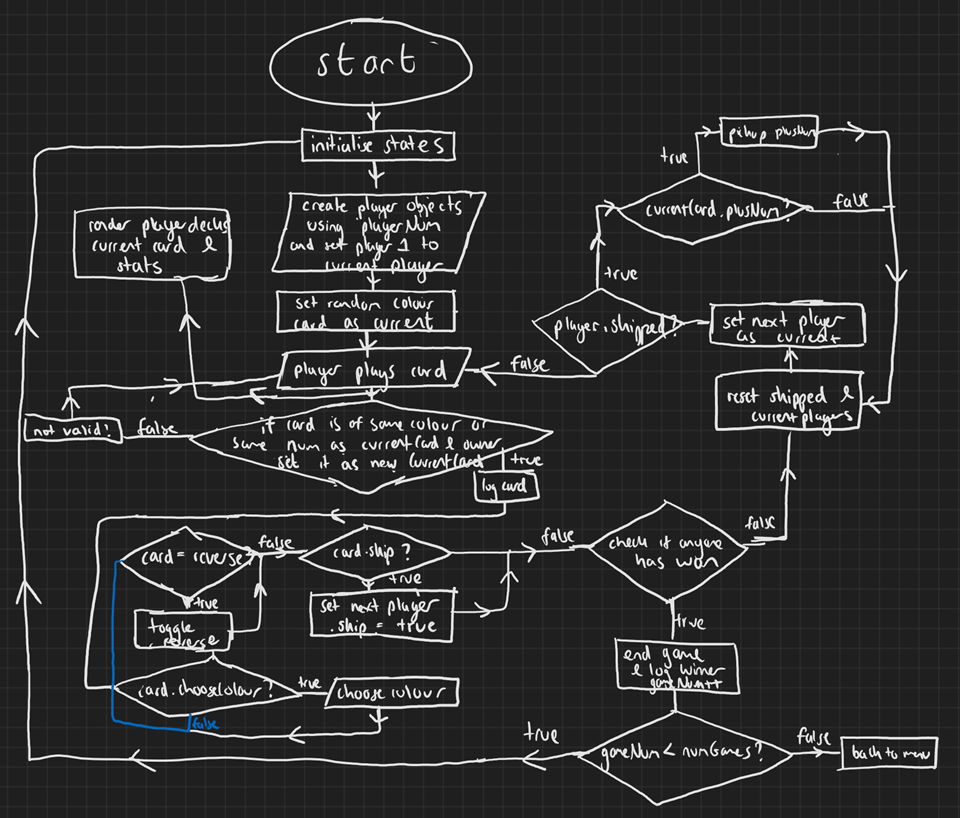 start
initialise states
create player objects
using playerNum
and set player 1 to
current player
render playerdecks
current card &
stats
set random colour
card as current
player plays card
not valid!
false
if card is of same colour or
same num as currentCard & owner
set it as new currentCard
true
log card
pickup plusNum
true
currentCard.plusNum?
false
true
player.skipped?
false
set next player
as current
reset skipped &
currentplayers
card = reverse
false
true
toggle
reverse
card.skip ?
true
set next player
.skip = true
false
check if anyone
has won
false
true
card.chooseColour ?
true
choose colour
false
end game
& log winner
gameNum++
true
gameNum < numGames?
false
back to menu